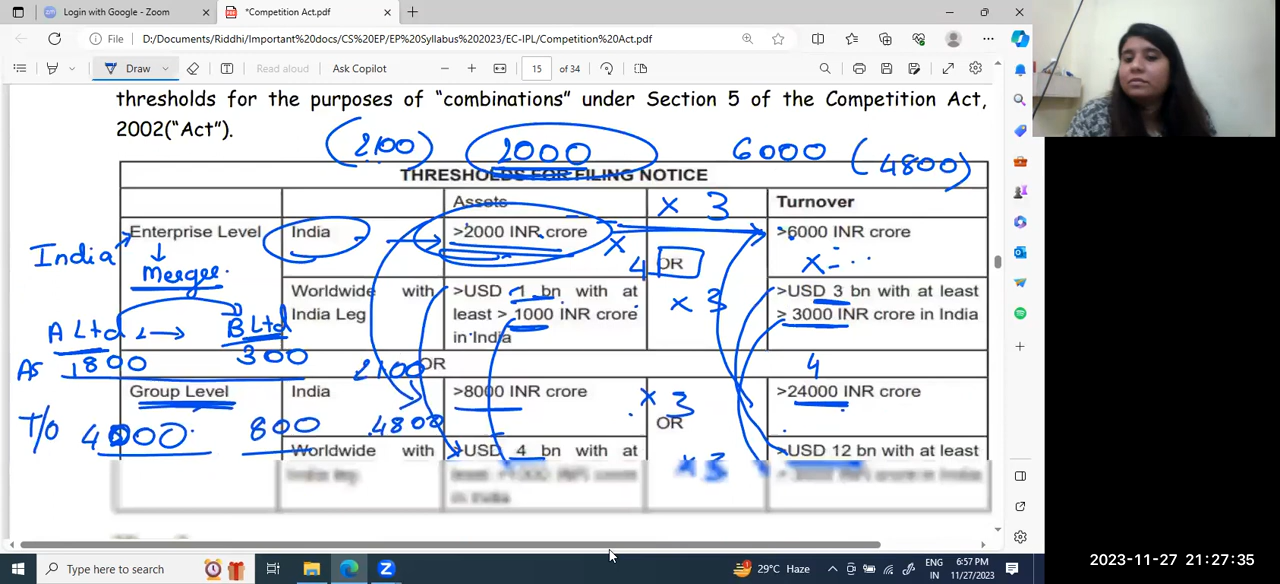 Login with Google - Zoom
*Competition Act.pdf
File
D:/Documents/Riddhi/Important%20docs/CS%20EP/EP%20Syllabus%202023/EC-IPL/Competition%20Act.pdf
Draw
Read aloud
Ask Copilot
15 of 34
thresholds for the purposes of “combinations” under Section 5 of the Competition Act,
2002(“Act”).
(2100) 2000 6000 (4800)
THRESHOLDS FOR FILING NOTICE
Assets
Turnover
x 3
Enterprise Level
India
>2000 INR crore
>6000 INR crore
OR
India
Merger.
x
4
x - - . .
Worldwide with
India Leg
>USD 1 bn with at
least > 1000 INR crore
in India
x 3
>USD 3 bn with at least
> 3000 INR crore in India
A Ltd
B Ltd
As 1800 300 2100
OR
4
Group Level
India
>8000 INR crore
x 3
OR
>24000 INR crore
T/O 4000 800 4800
Worldwide with
India leg
>USD 4 bn with at
x 3
>USD 12 bn with at least
Type here to search
29°C Haze
ENG
IN
6:57 PM
11/27/2023
2023-11-27 21:27:35